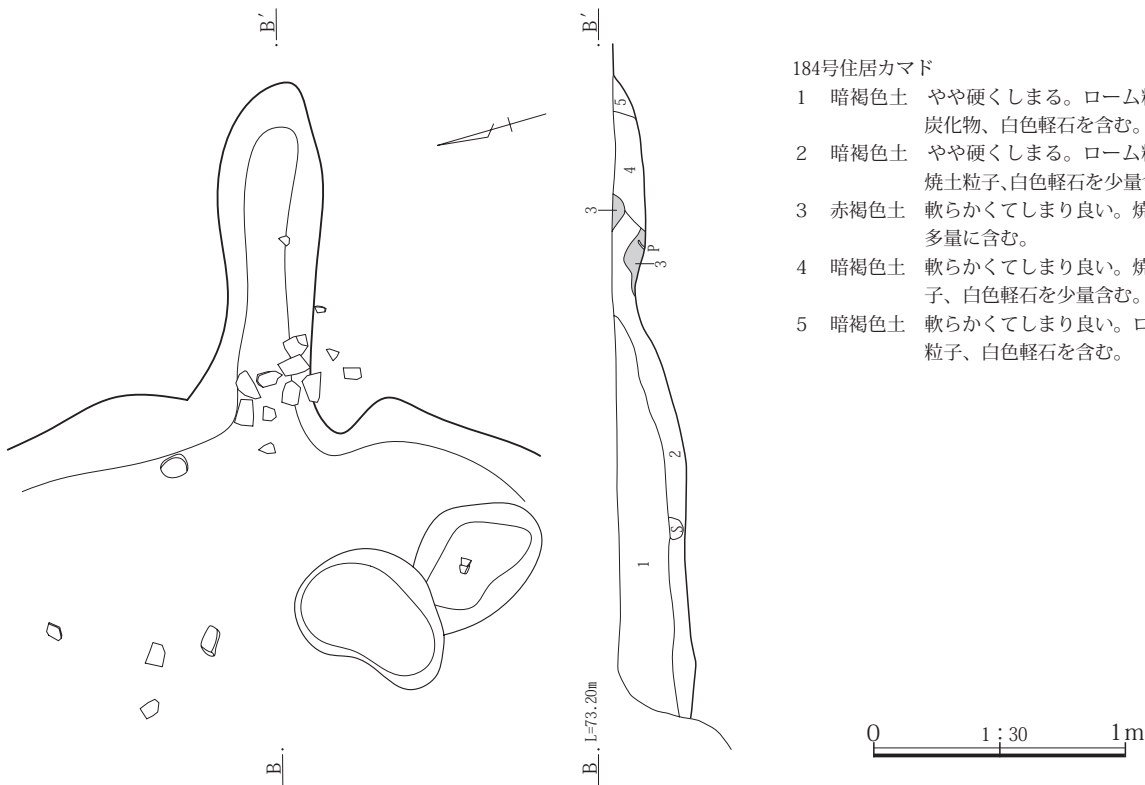 B′
B′
184号住居カマド
1 暗褐色土 やや硬くしまる。ローム
炭化物、白色軽石を含む。
2 暗褐色土 やや硬くしまる。ローム
焼土粒子、白色軽石を少量
3 赤褐色土 軟らかくてしまり良い。焼
多量に含む。
4 暗褐色土 軟らかくてしまり良い。焼
子、白色軽石を少量含む。
5 暗褐色土 軟らかくてしまり良い。ロ
粒子、白色軽石を含む。
5
4
3
P
3
2
S
1
L=73.20m
B
B
0 1:30 1m